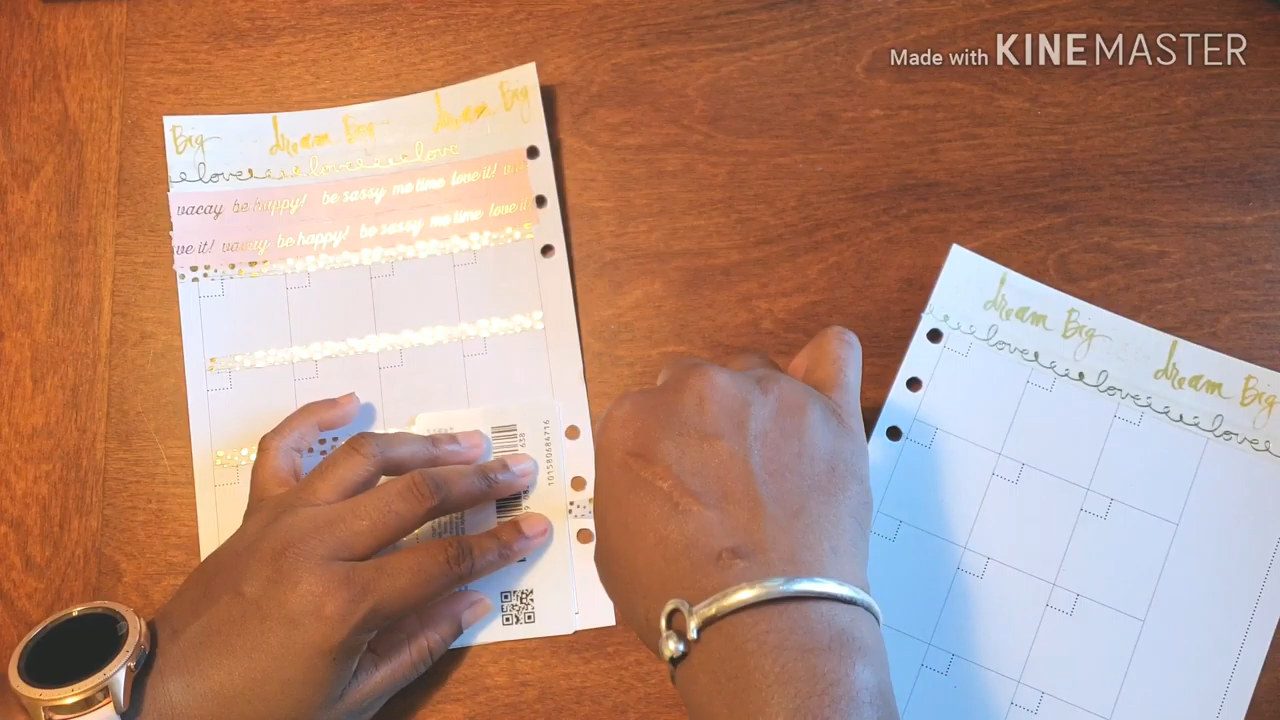 Made with KINEMASTER
Big dream Big dream Big
love love love
vacay be happy! be sassy me time love it!
ve it! vacay be happy! be sassy me time love it!
101580684716
dream Big dream Big
love love love